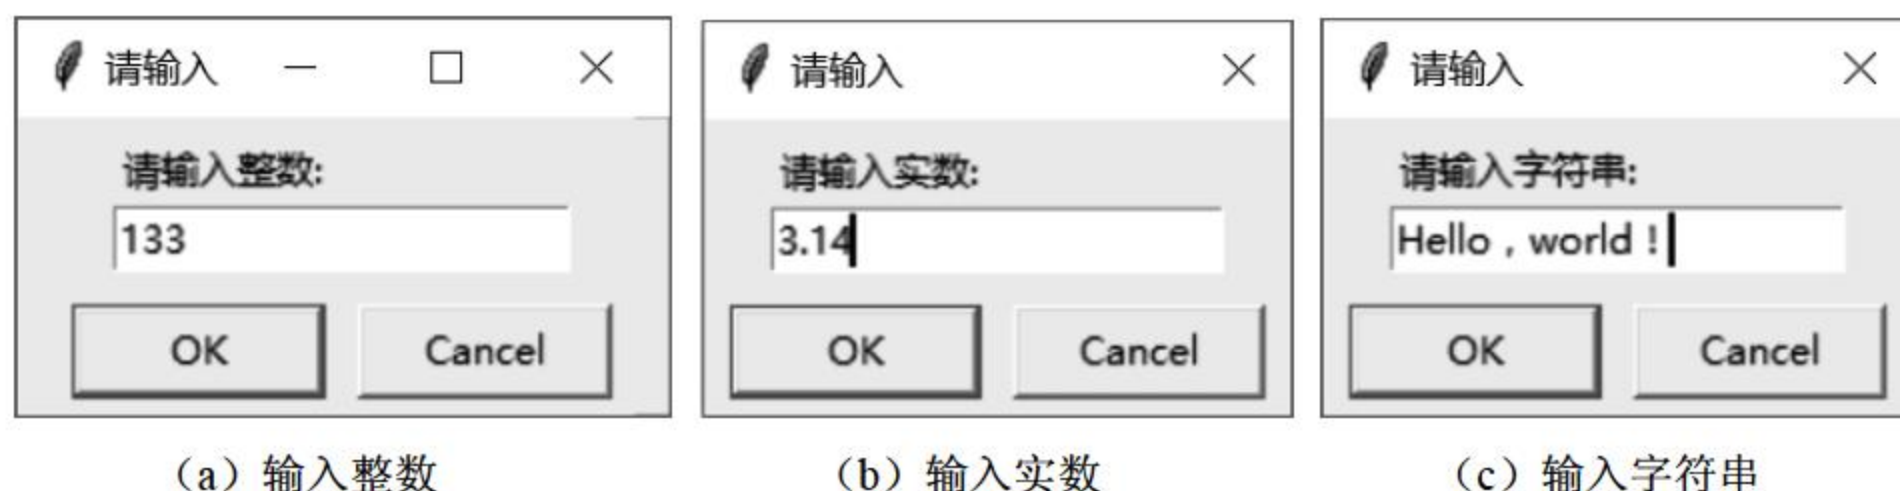 请输入
请输入整数:
133
OK Cancel
(a)输入整数
请输入
请输入实数:
3.14
OK Cancel
(b)输入实数
请输入
请输入字符串:
Hello,world!
OK Cancel
(c)输入字符串